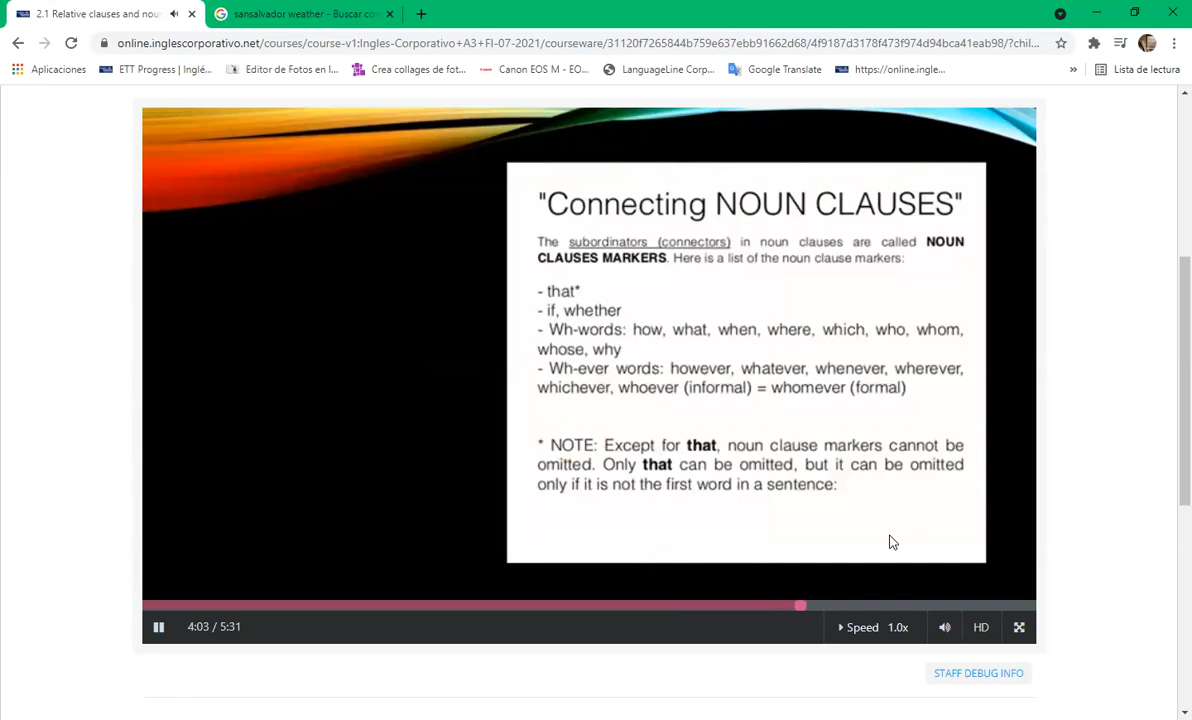 2.1 Relative clauses and noun
sansalvador weather - Buscar co
online.inglescorporativo.net/courses/course-v1:Ingles-Corporativo+A3+FI-07-2021/courseware/31120f7265844b759e637ebb91662d68/4f9187d3178f473f974d94bca41eab98/?chil...
Aplicaciones ETT Progress | Inglé... Editor de Fotos en l... Crea collages de fot... Canon EOS M - EO... LanguageLine Corp... Google Translate https://online.ingle... » Lista de lectura
"Connecting NOUN CLAUSES"
The subordinators (connectors) in noun clauses are called NOUN
CLAUSES MARKERS. Here is a list of the noun clause markers:
- that*
- if, whether
- Wh-words: how, what, when, where, which, who, whom,
whose, why
- Wh-ever words: however, whatever, whenever, wherever,
whichever, whoever (informal) = whomever (formal)
* NOTE: Except for that, noun clause markers cannot be
omitted. Only that can be omitted, but it can be omitted
only if it is not the first word in a sentence:
4:03 / 5:31
Speed 1.0x
HD
STAFF DEBUG INFO